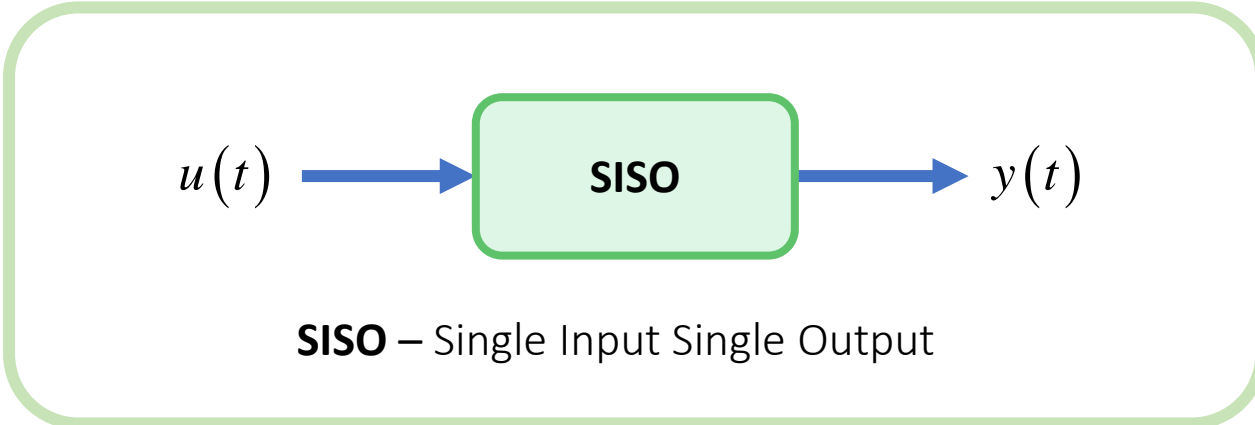 u(t) SISO y(t)
SISO – Single Input Single Output